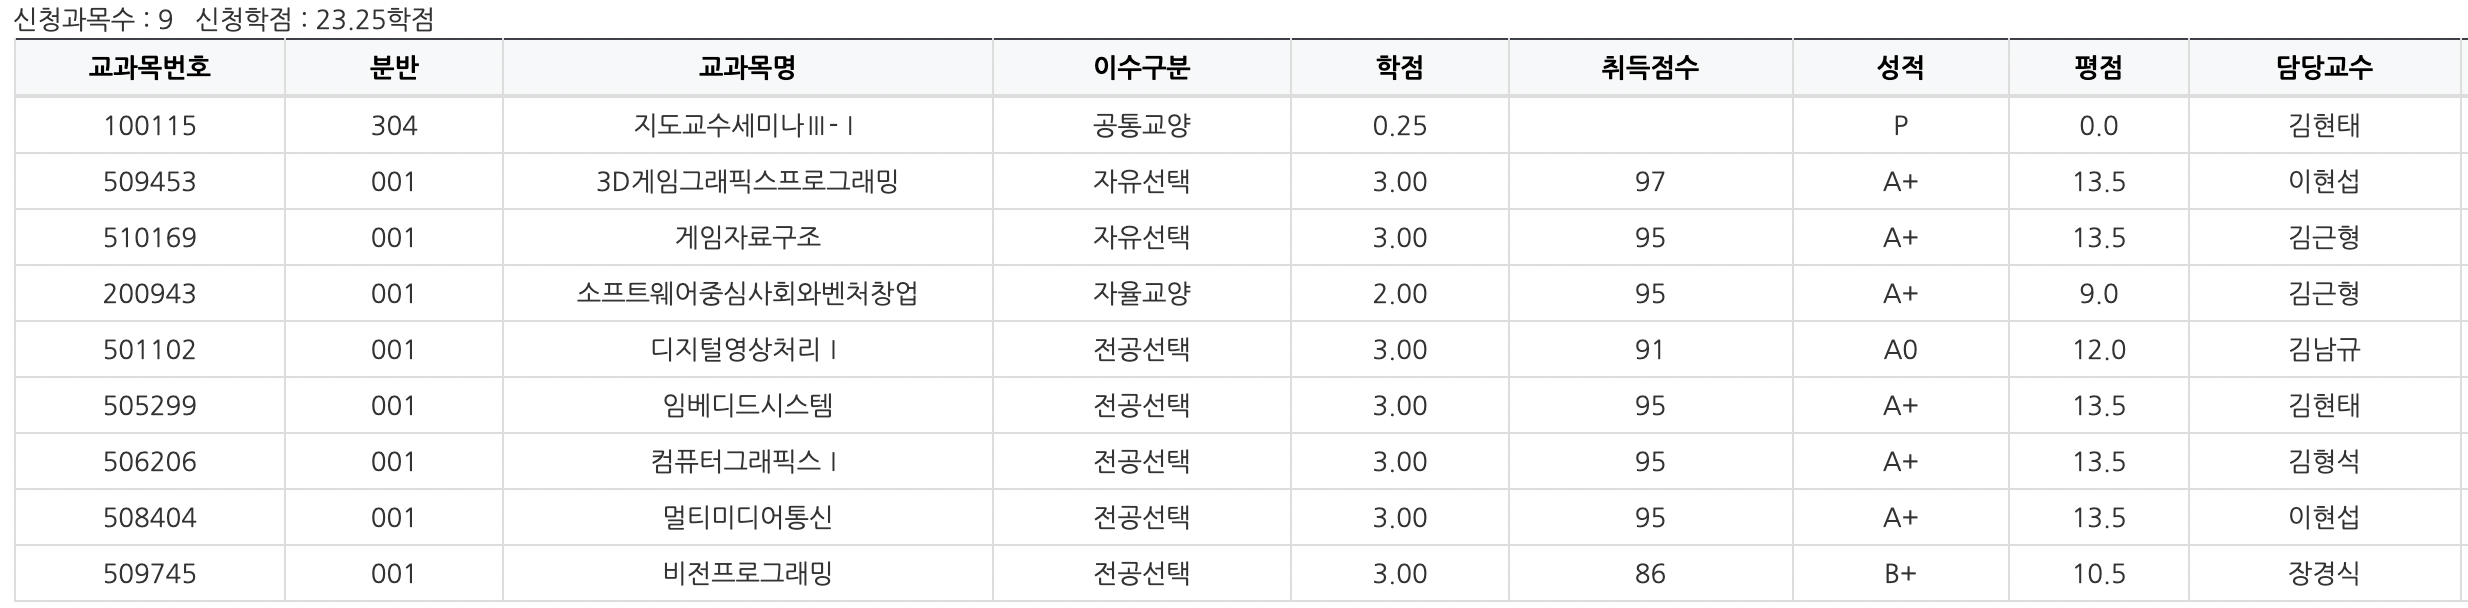 신청과목수 : 9 신청학점 : 23.25학점
교과목번호 분반 교과목명 이수구분 학점 취득점수 성적 평점 담당교수
100115 304 지도교수세미나Ⅲ-Ⅰ 공통교양 0.25 P 0.0 김현태
509453 001 3D게임그래픽스프로그래밍 자유선택 3.00 97 A+ 13.5 이현섭
510169 001 게임자료구조 자유선택 3.00 95 A+ 13.5 김근형
200943 001 소프트웨어중심사회와벤처창업 자율교양 2.00 95 A+ 9.0 김근형
501102 001 디지털영상처리Ⅰ 전공선택 3.00 91 A0 12.0 김남규
505299 001 임베디드시스템 전공선택 3.00 95 A+ 13.5 김현태
506206 001 컴퓨터그래픽스Ⅰ 전공선택 3.00 95 A+ 13.5 김형석
508404 001 멀티미디어통신 전공선택 3.00 95 A+ 13.5 이현섭
509745 001 비전프로그래밍 전공선택 3.00 86 B+ 10.5 장경식